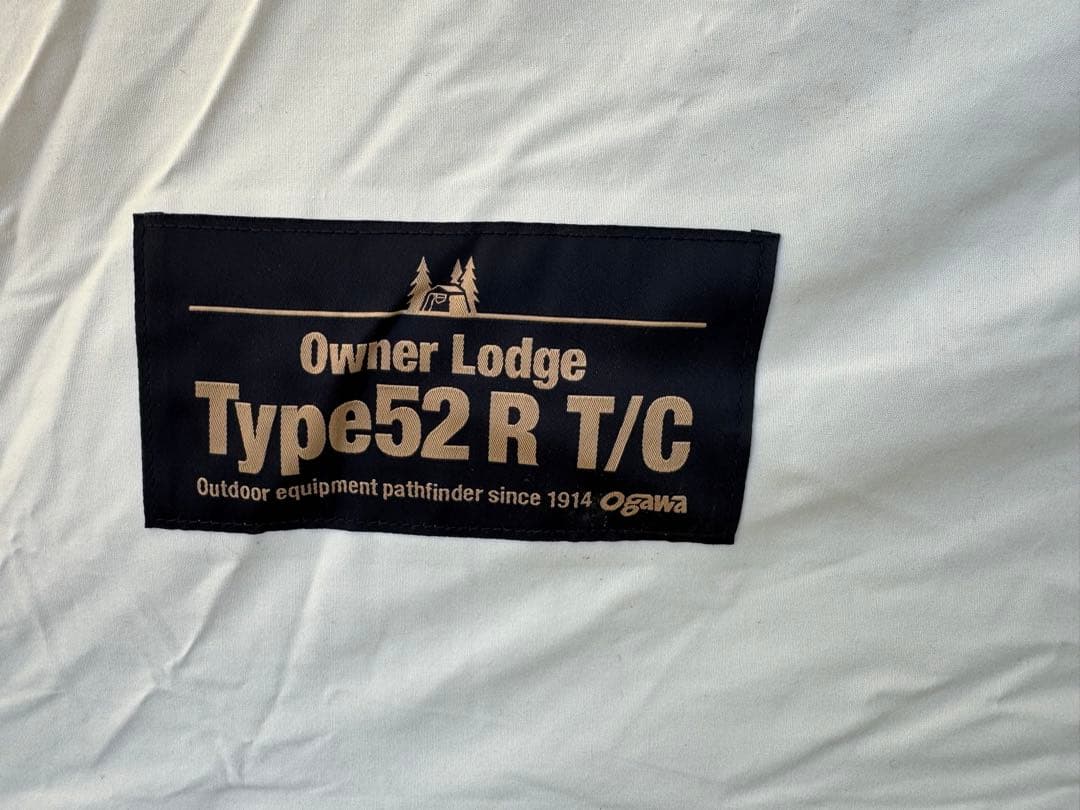 Owner Lodge
Type52 R T/C
Outdoor equipment pathfinder since 1914 ogawa